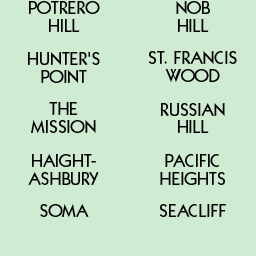 POTRERO
HILL
HUNTER'S
POINT
THE
MISSION
HAIGHT-
ASHBURY
SOMA
NOB
HILL
ST. FRANCIS
WOOD
RUSSIAN
HILL
PACIFIC
HEIGHTS
SEACLIFF